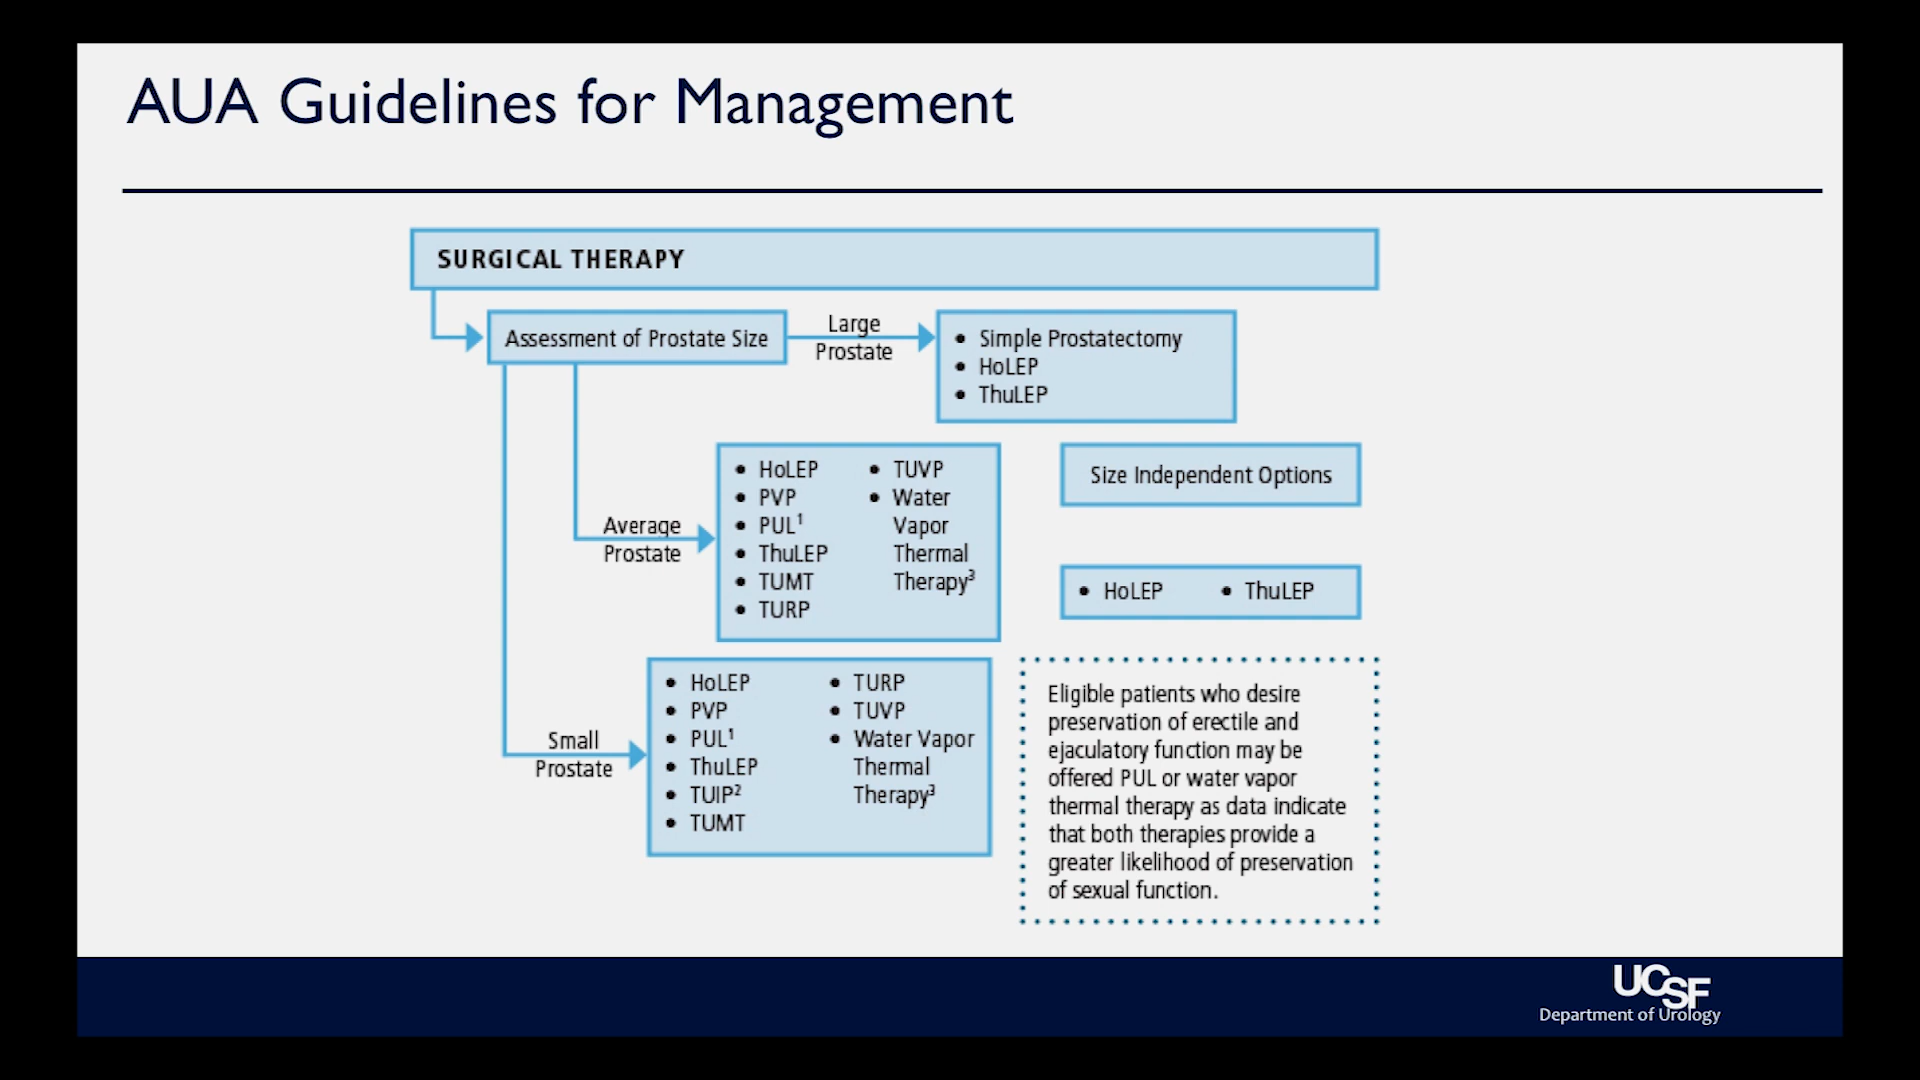 AUA Guidelines for Management
SURGICAL THERAPY
Assessment of Prostate Size
Large
Prostate
• Simple Prostatectomy
• HoLEP
• ThuLEP
Average
Prostate
• HoLEP
• PVP
• PUL¹
• ThuLEP
• TUMT
• TURP
• TUVP
• Water
Vapor
Thermal
Therapy³
Size Independent Options
• HoLEP • ThuLEP
Small
Prostate
• HoLEP
• PVP
• PUL¹
• ThuLEP
• TUIP²
• TUMT
• TURP
• TUVP
• Water Vapor
Thermal
Therapy³
Eligible patients who desire
preservation of erectile and
ejaculatory function may be
offered PUL or water vapor
thermal therapy as data indicate
that both therapies provide a
greater likelihood of preservation
of sexual function.
UCSF
Department of Urology